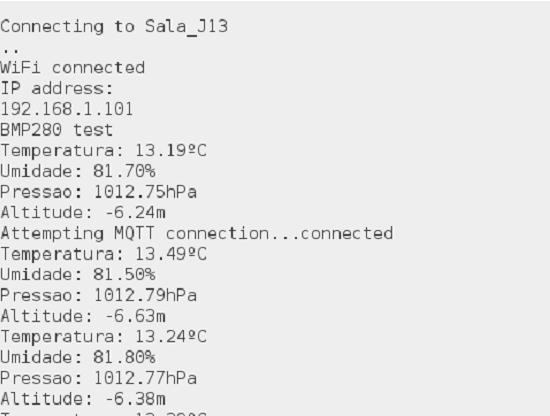 Connecting to Sala_J13
..
WiFi connected
IP address:
192.168.1.101
BMP280 test
Temperatura: 13.19ºC
Umidade: 81.70%
Pressao: 1012.75hPa
Altitude: -6.24m
Attempting MQTT connection...connected
Temperatura: 13.49ºC
Umidade: 81.50%
Pressao: 1012.79hPa
Altitude: -6.63m
Temperatura: 13.24ºC
Umidade: 81.80%
Pressao: 1012.77hPa
Altitude: -6.38m